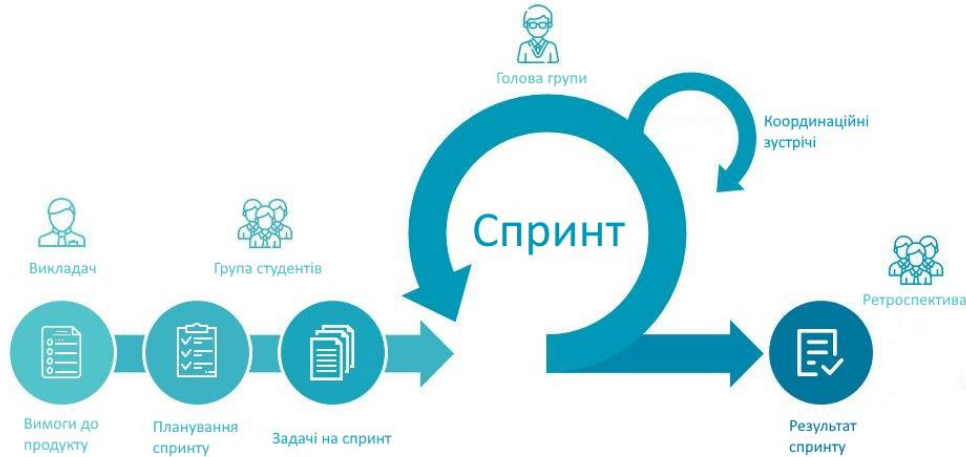 Голова групи
Координаційні
зустрічі
Спринт
Викладач
Група студентів
Ретроспектива
Вимоги до
продукту
Планування
спринту
Задачі на спринт
Результат
спринту